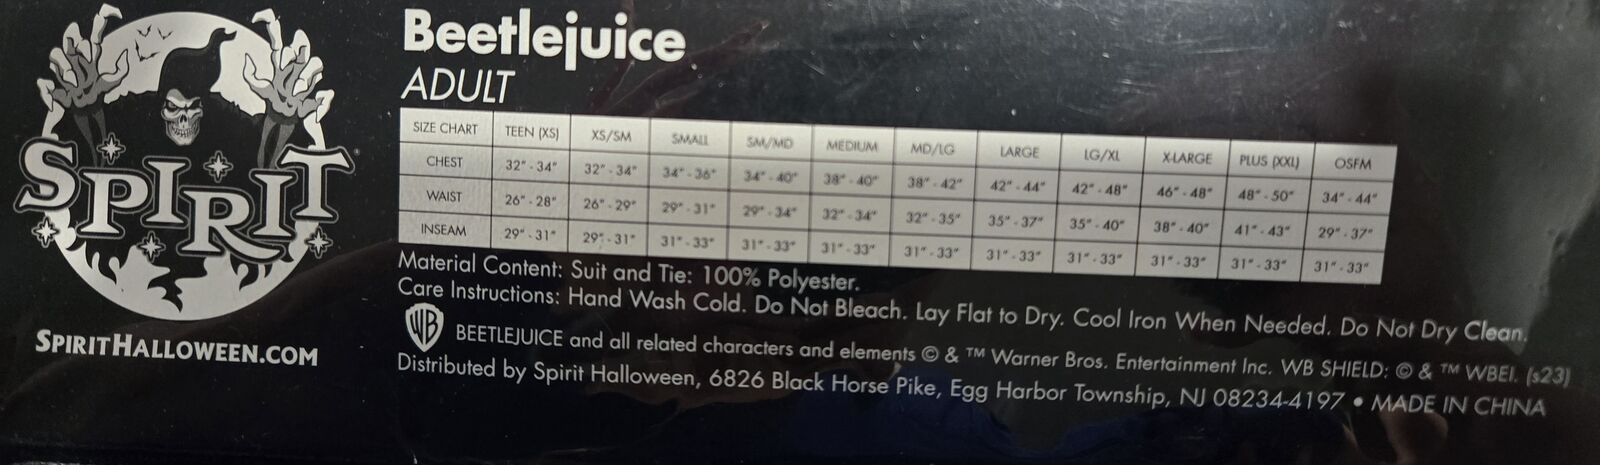 SPIRIT
SPIRITHALLOWEEN.COM
Beetlejuice
ADULT
SIZE CHART TEEN (XS) XS/SM SMALL SM/MD MEDIUM MD/LG LARGE LG/XL X-LARGE PLUS (XXL) OSFM
CHEST 32" - 34" 32" - 34" 34" - 36" 34" - 40" 38" - 40" 38" - 42" 42" - 44" 42" - 48" 46" - 48" 48" - 50" 34" - 44"
WAIST 26" - 28" 26" - 29" 29" - 31" 29" - 34" 32" - 34" 32" - 35" 35" - 37" 35" - 40" 38" - 40" 41" - 43" 29" - 37"
INSEAM 29" - 31" 29" - 31" 31" - 33" 31" - 33" 31" - 33" 31" - 33" 31" - 33" 31" - 33" 31" - 33" 31" - 33" 31" - 33"
Material Content: Suit and Tie: 100% Polyester.
Care Instructions: Hand Wash Cold. Do Not Bleach. Lay Flat to Dry. Cool Iron When Needed. Do Not Dry Clean.
WB BEETLEJUICE and all related characters and elements © & ™ Warner Bros. Entertainment Inc. WB SHIELD: © & ™ WBEI. (s23)
Distributed by Spirit Halloween, 6826 Black Horse Pike, Egg Harbor Township, NJ 08234-4197 • MADE IN CHINA